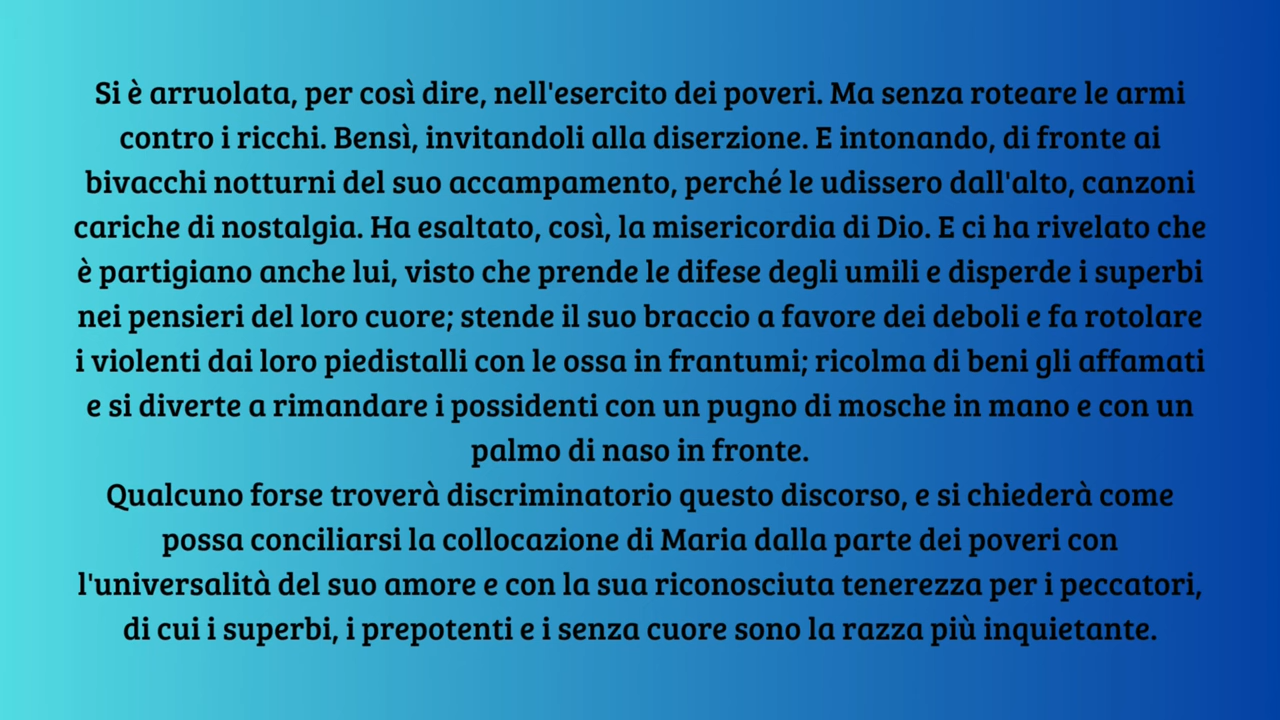 Si è arruolata, per così dire, nell'esercito dei poveri. Ma senza roteare le armi
contro i ricchi. Bensì, invitandoli alla diserzione. E intonando, di fronte ai
bivacchi notturni del suo accampamento, perché le udissero dall'alto, canzoni
cariche di nostalgia. Ha esaltato, così, la misericordia di Dio. E ci ha rivelato che
è partigiano anche lui, visto che prende le difese degli umili e disperde i superbi
nei pensieri del loro cuore; stende il suo braccio a favore dei deboli e fa rotolare
i violenti dai loro piedistalli con le ossa in frantumi; ricolma di beni gli affamati
e si diverte a rimandare i possidenti con un pugno di mosche in mano e con un
palmo di naso in fronte.
Qualcuno forse troverà discriminatorio questo discorso, e si chiederà come
possa conciliarsi la collocazione di Maria dalla parte dei poveri con
l'universalità del suo amore e con la sua riconosciuta tenerezza per i peccatori,
di cui i superbi, i prepotenti e i senza cuore sono la razza più inquietante.